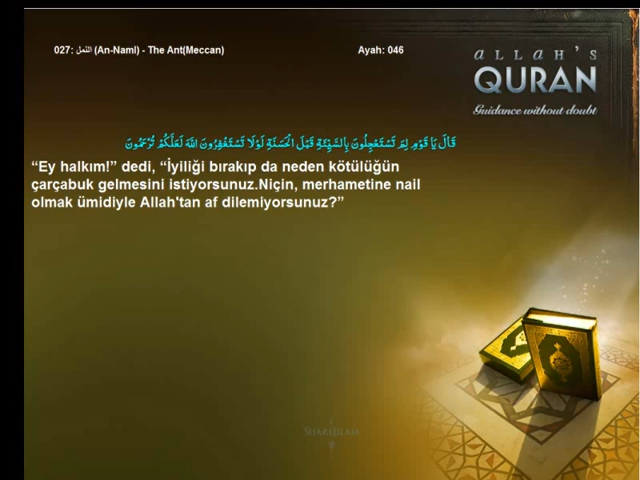 027: النمل (An-Naml) - The Ant(Meccan) Ayah: 046
ALLAH'S
QURAN
Guidance without doubt
قَالَ يَا قَوْمِ لِمَ تَسْتَعْجِلُونَ بِالسَّيِّئَةِ قَبْلَ الْحَسَنَةِ لَوْلَا تَسْتَغْفِرُونَ اللَّهَ لَعَلَّكُمْ تُرْحَمُونَ
“Ey halkım!” dedi, “İyiliği bırakıp da neden kötülüğün
çarçabuk gelmesini istiyorsunuz.Niçin, merhametine nail
olmak ümidiyle Allah'tan af dilemiyorsunuz?”
SHAREISLAM